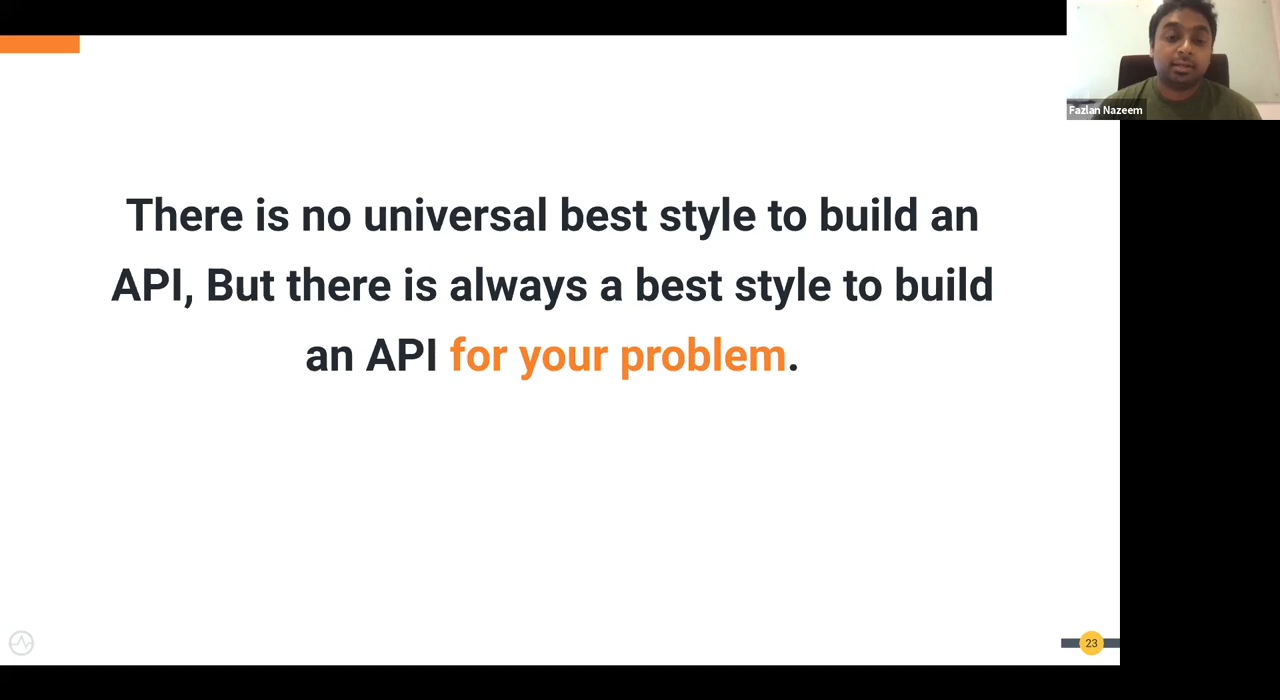 Fazlan Nazeem
There is no universal best style to build an
API, But there is always a best style to build
an API for your problem.
23